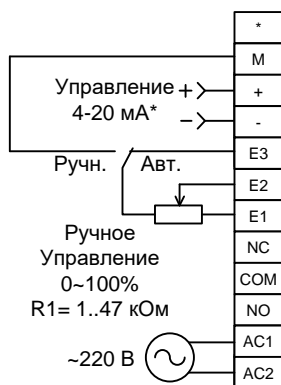 *
M
Управление + +
4-20 мА* - -
Ручн. Авт. E3
E2
E1
Ручное
Управление
0~100%
R1= 1..47 кОм
NC
COM
NO
~220 В
AC1
AC2